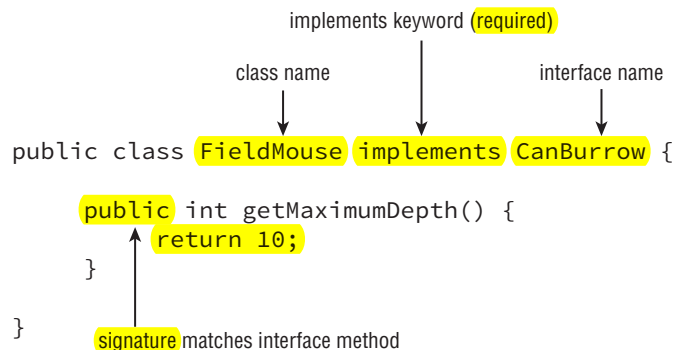 implements keyword (required)
class name
interface name
public class FieldMouse implements CanBurrow {
public int getMaximumDepth() {
return 10;
}
}
signature matches interface method